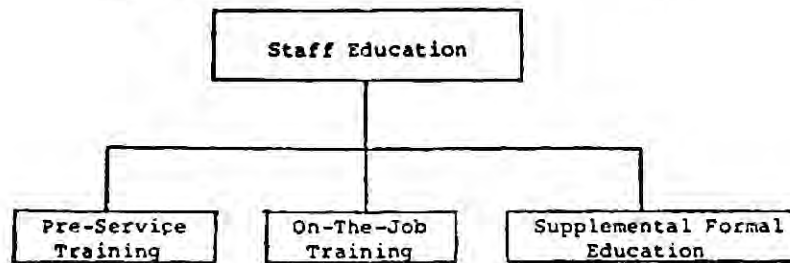 Staff Education
Pre-Service
Training
On-The-Job
Training
Supplemental Formal
Education